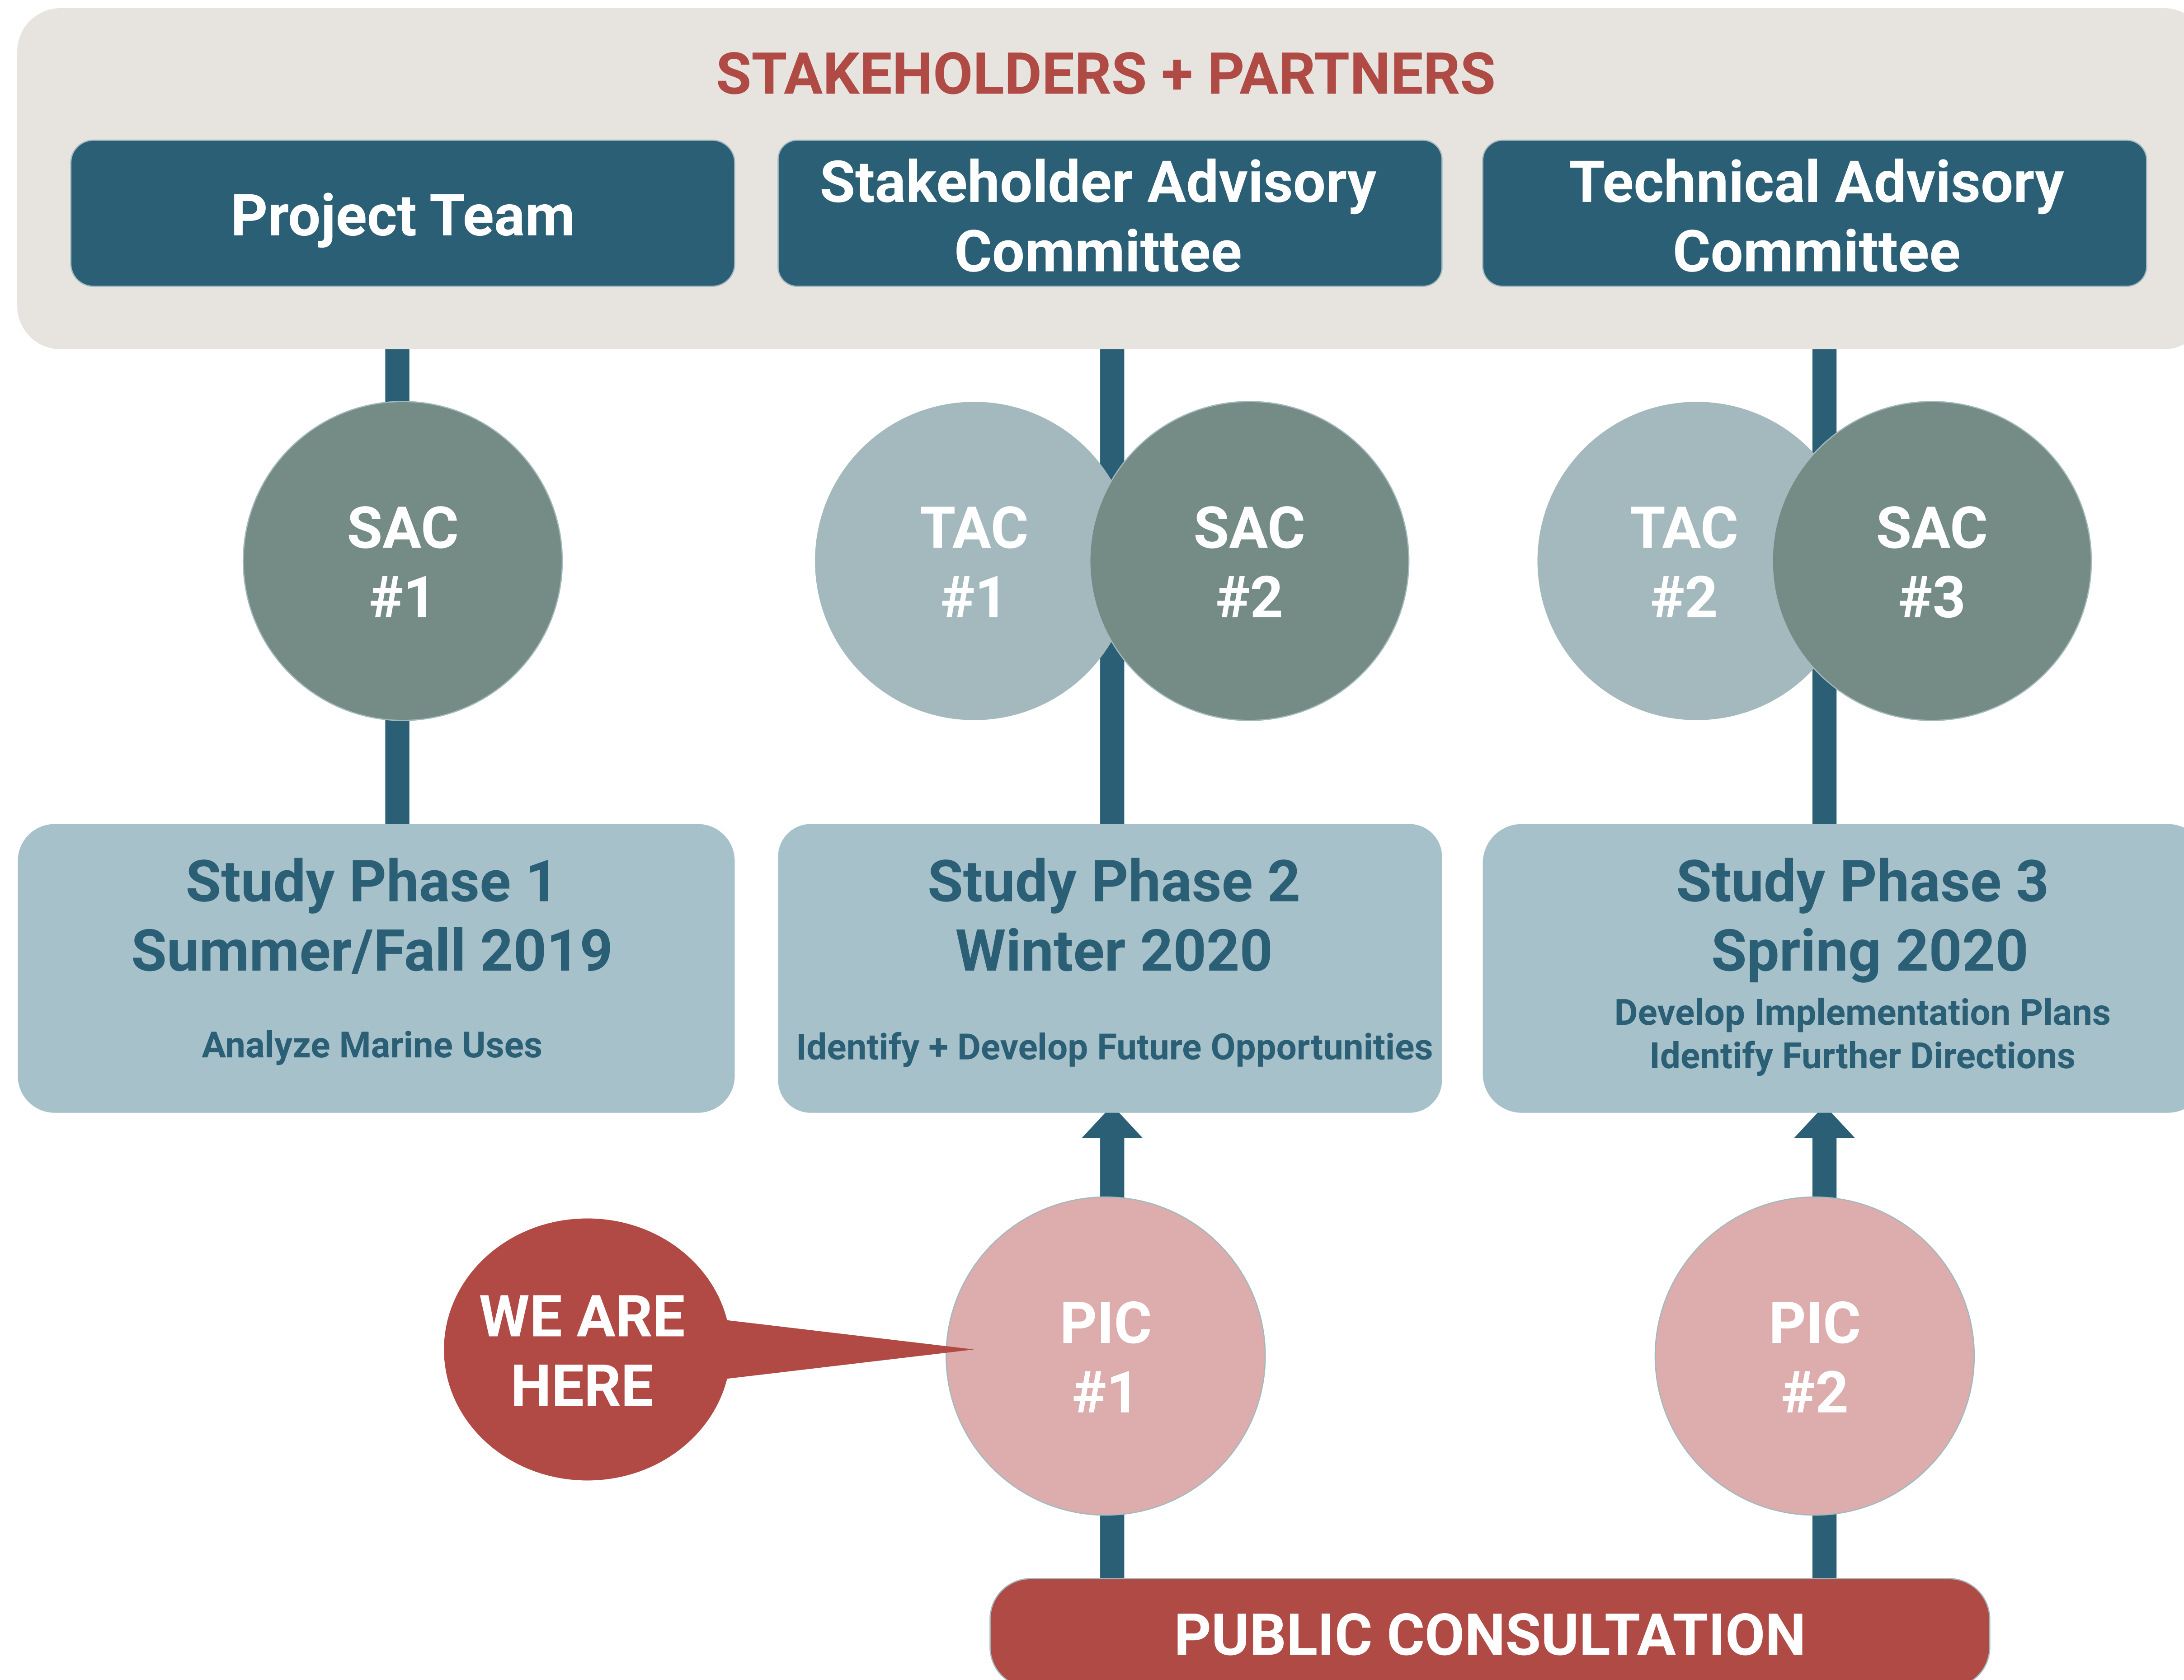 STAKEHOLDERS + PARTNERS
Project Team
Stakeholder Advisory
Committee
Technical Advisory
Committee
SAC
#1
TAC
#1
SAC
#2
TAC
#2
SAC
#3
Study Phase 1
Summer/Fall 2019
Analyze Marine Uses
Study Phase 2
Winter 2020
Identify + Develop Future Opportunities
Study Phase 3
Spring 2020
Develop Implementation Plans
Identify Further Directions
WE ARE
HERE
PIC
#1
PIC
#2
PUBLIC CONSULTATION